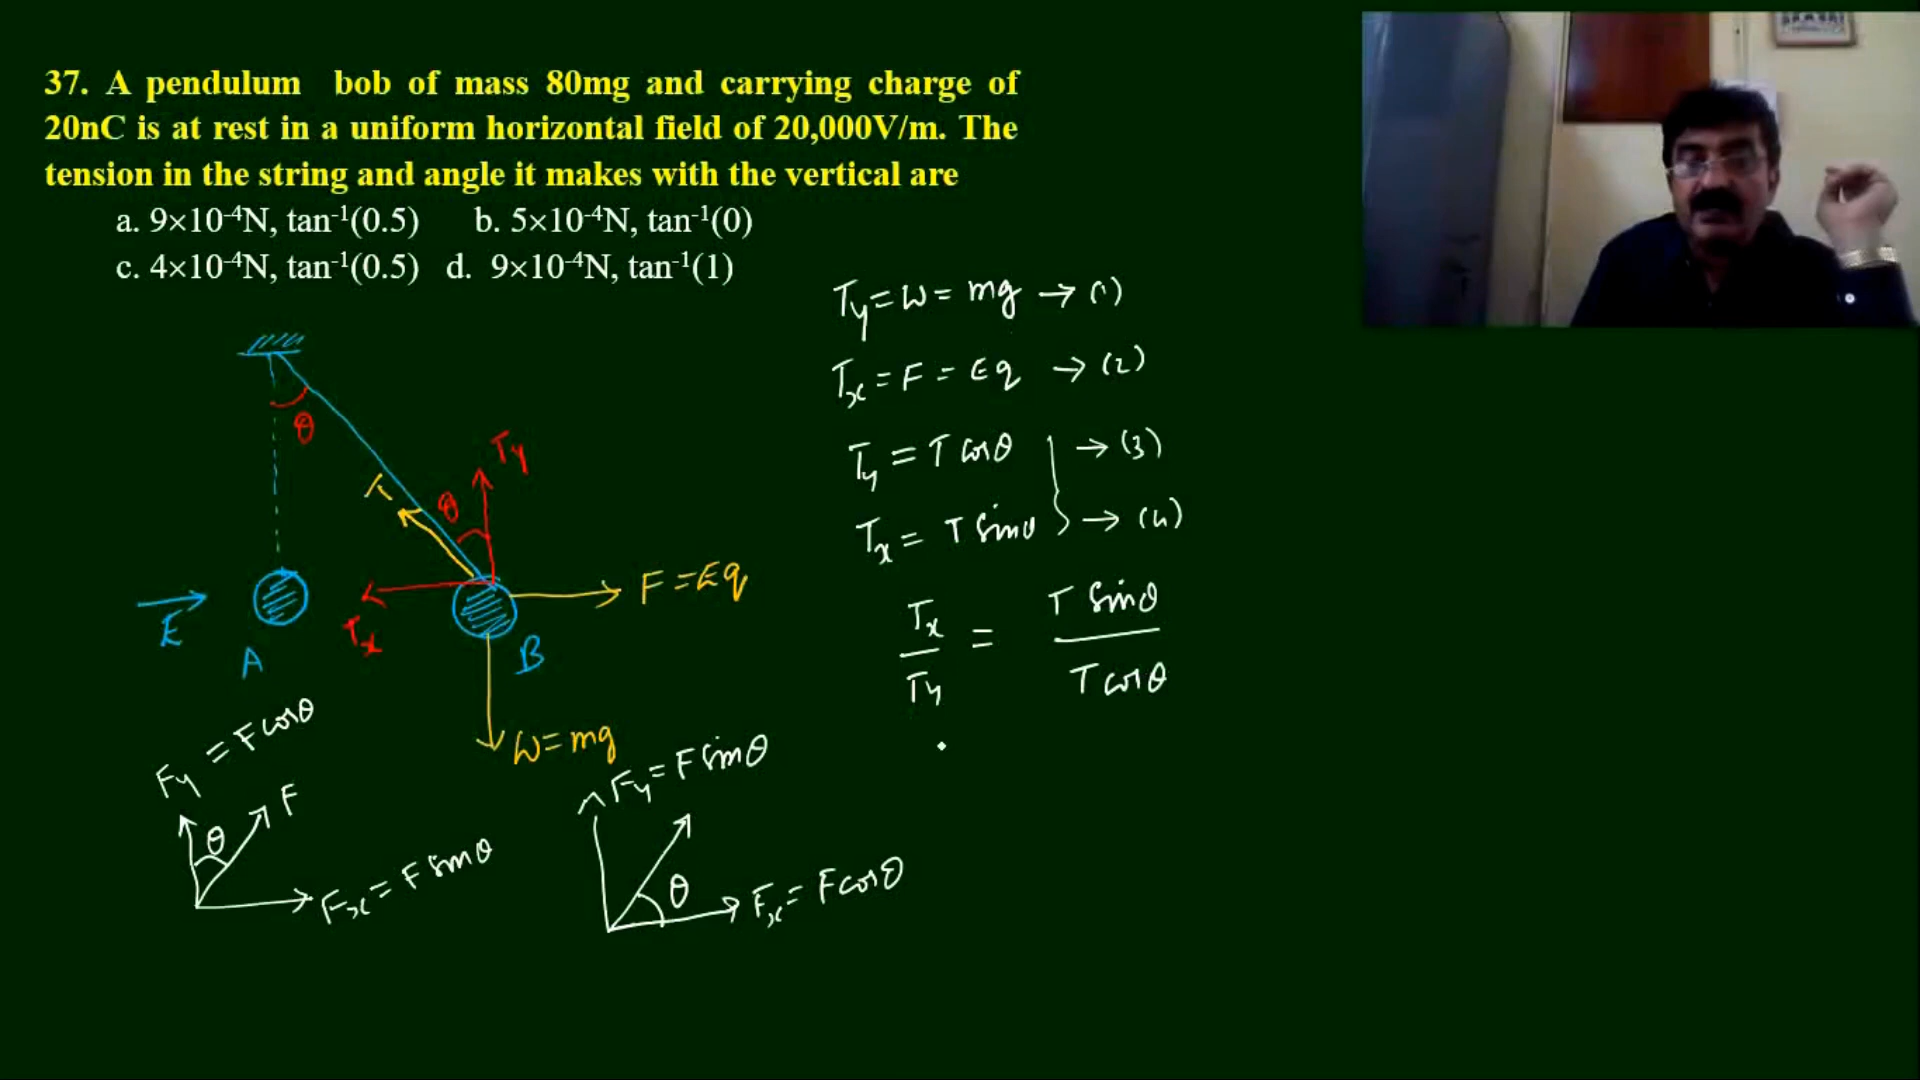 37. A pendulum bob of mass 80mg and carrying charge of
20nC is at rest in a uniform horizontal field of 20,000V/m. The
tension in the string and angle it makes with the vertical are
a. 9×10⁻⁴N, tan⁻¹(0.5) b. 5×10⁻⁴N, tan⁻¹(0)
c. 4×10⁻⁴N, tan⁻¹(0.5) d. 9×10⁻⁴N, tan⁻¹(1)
Ty = W = mg → (1)
Tx = F = Eq → (2)
Ty = T cosθ → (3)
Tx = T sinθ → (4)
Tx/Ty = T sinθ/T cosθ
θ
T
θ
Ty
E
A
Tx
B
F = Eq
W = mg
Fy = F cosθ
θ
F
Fx = F sinθ
Fy = F sinθ
θ
Fx = F cosθ